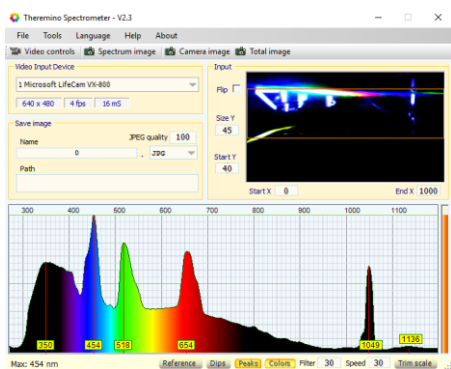 Theremino Spectrometer - V2.3
File Tools Language Help About
Video controls Spectrum image Camera image Total image
Video Input Device
1 Microsoft LifeCam VX-800
640 x 480 4 fps 16 mS
Save image
Name JPEG quality 100
0 . JPG
Path
Input
Flip
Size Y
45
Start Y
40
Start X 0 End X 1000
300 400 500 600 700 800 900 1000 1100
350 454 518 654 1049 1136
Max: 454 nm Reference Dips Peaks Colors Filter 30 Speed 30 Trim scale